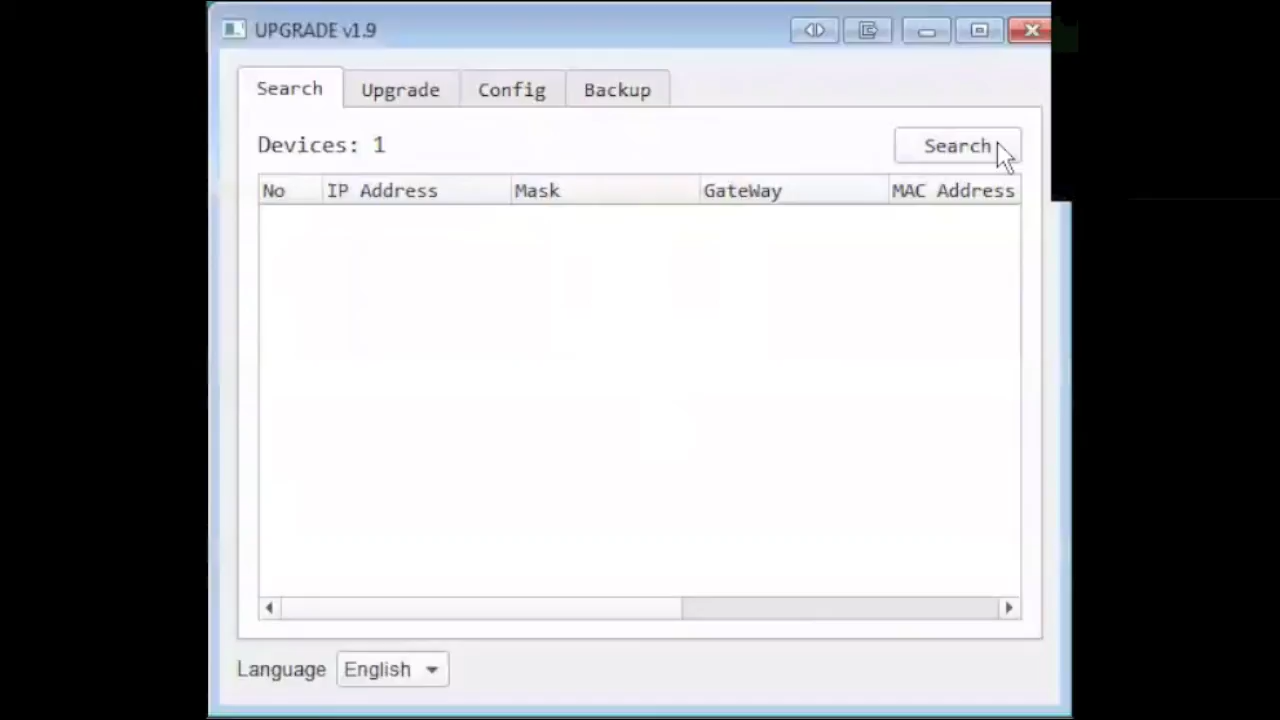 UPGRADE v1.9
Search Upgrade Config Backup
Devices: 1 Search
No IP Address Mask GateWay MAC Address
Language English